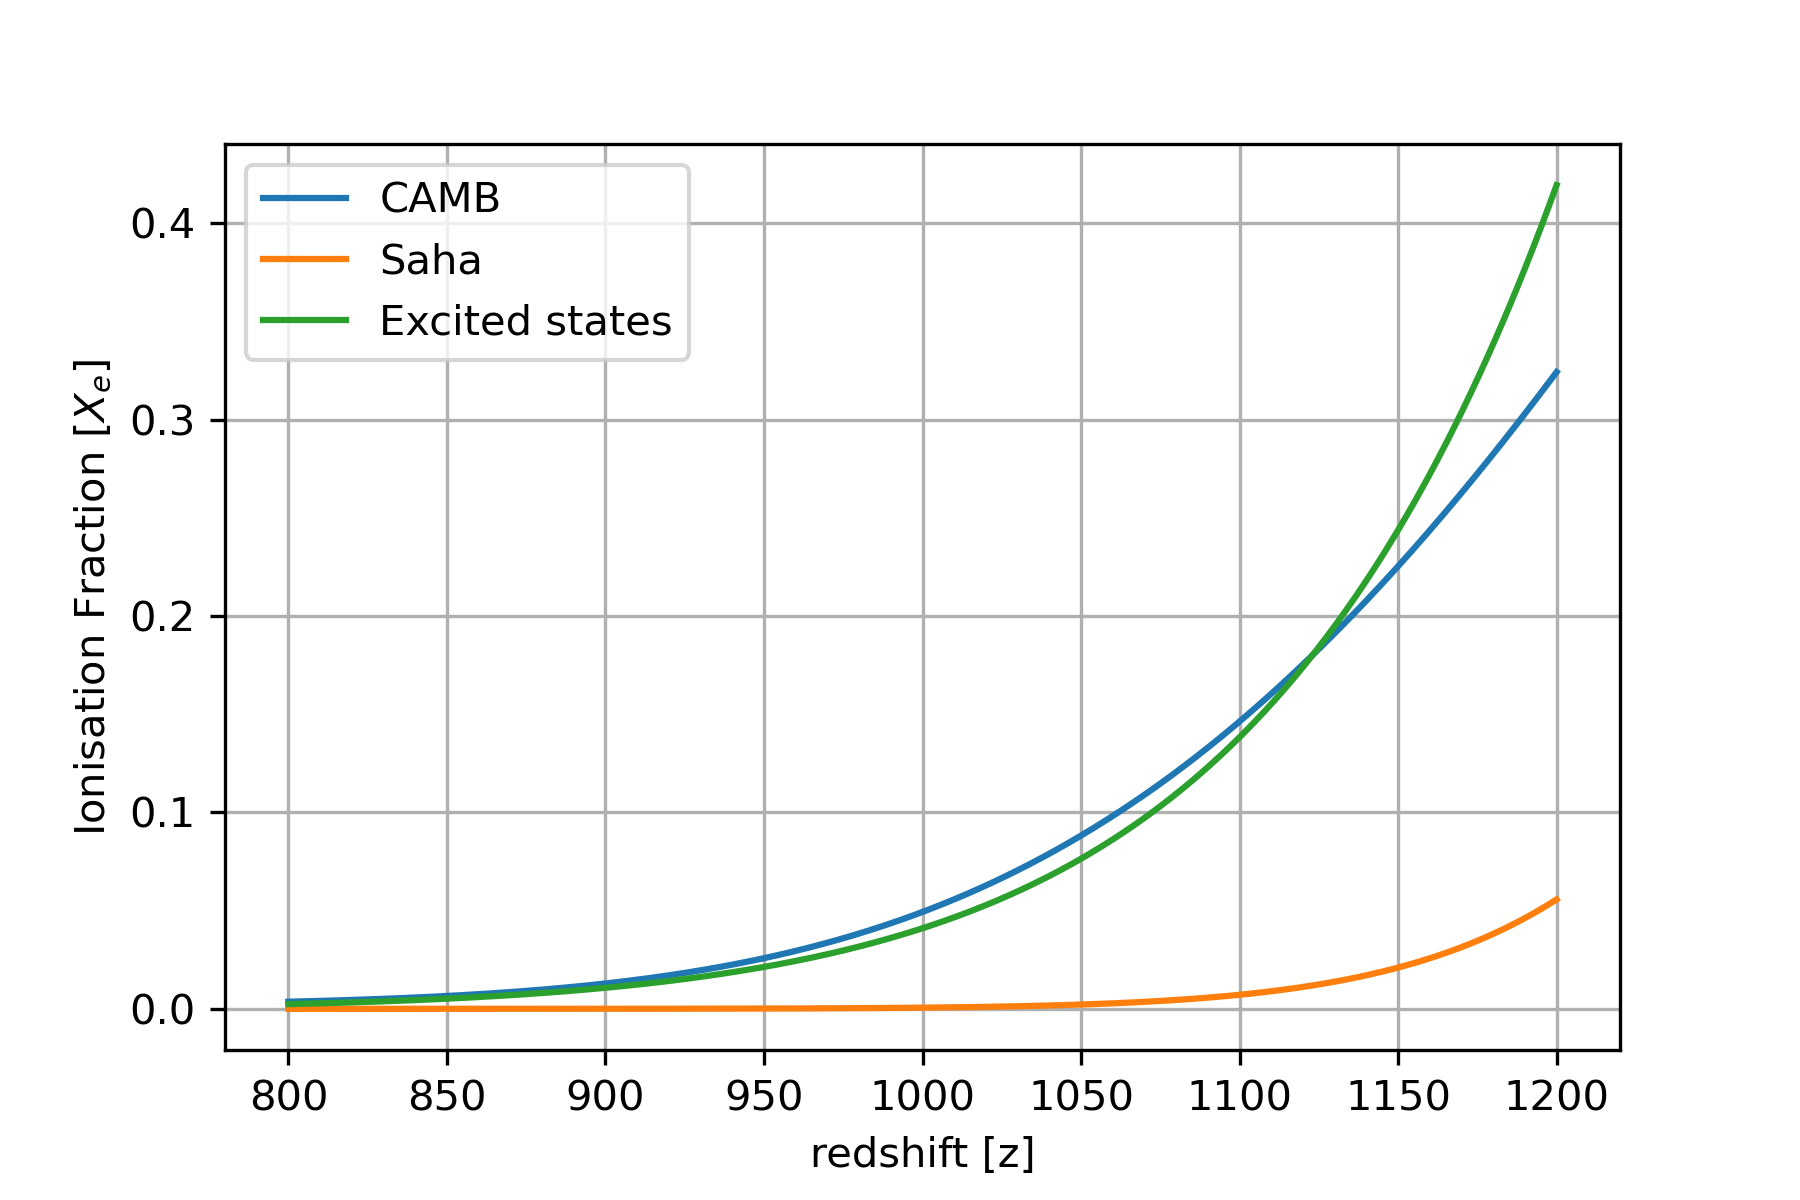 CAMB
Saha
Excited states
Ionisation Fraction [Xₑ]
0.4
0.3
0.2
0.1
0.0
800 850 900 950 1000 1050 1100 1150 1200
redshift [z]